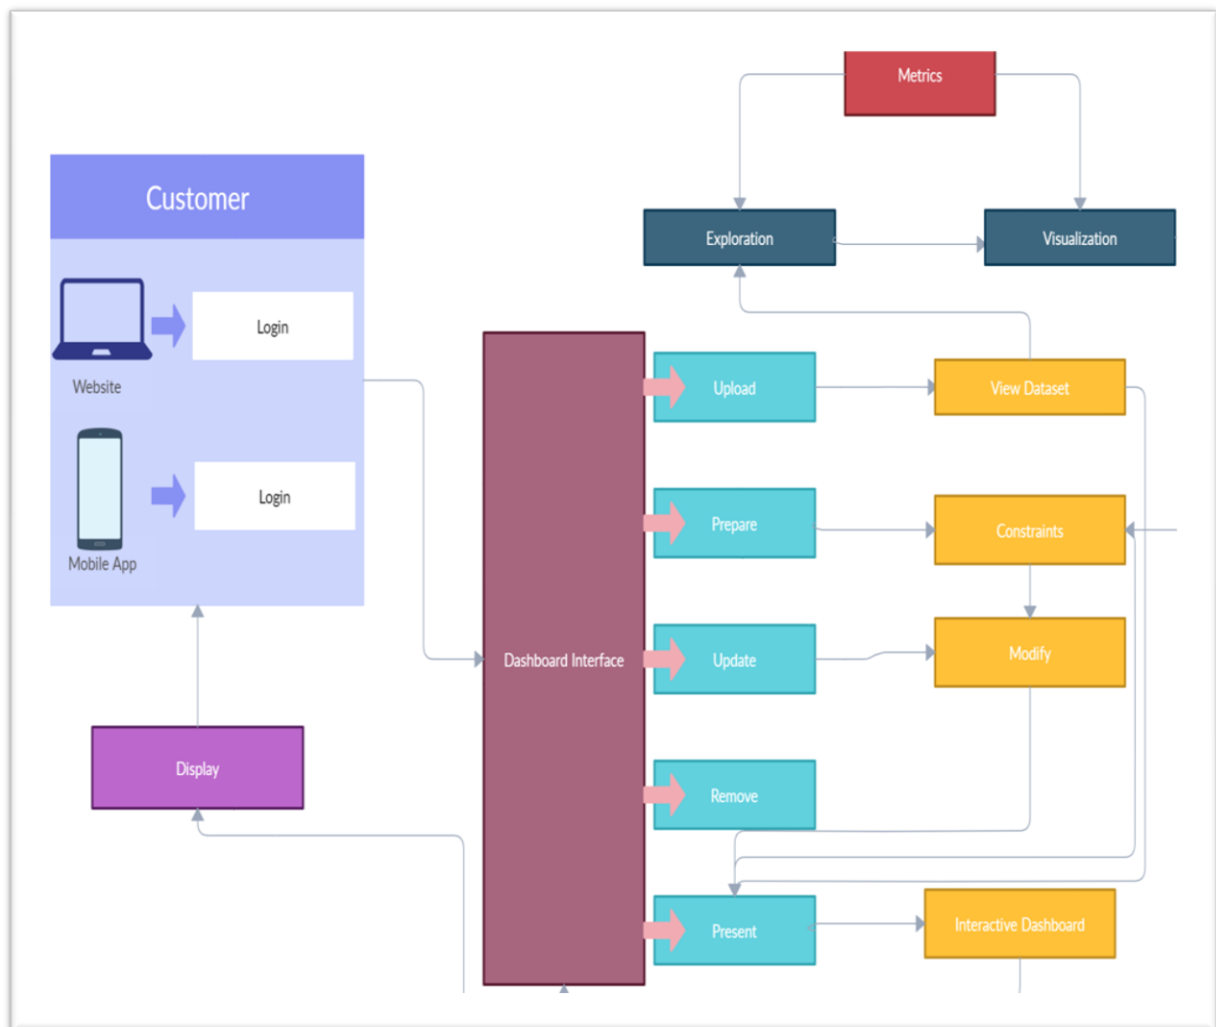 Metrics
Customer
Exploration
Visualization
Login
Website
Upload
View Dataset
Login
Prepare
Constraints
Mobile App
Dashboard Interface
Update
Modify
Display
Remove
Present
Interactive Dashboard